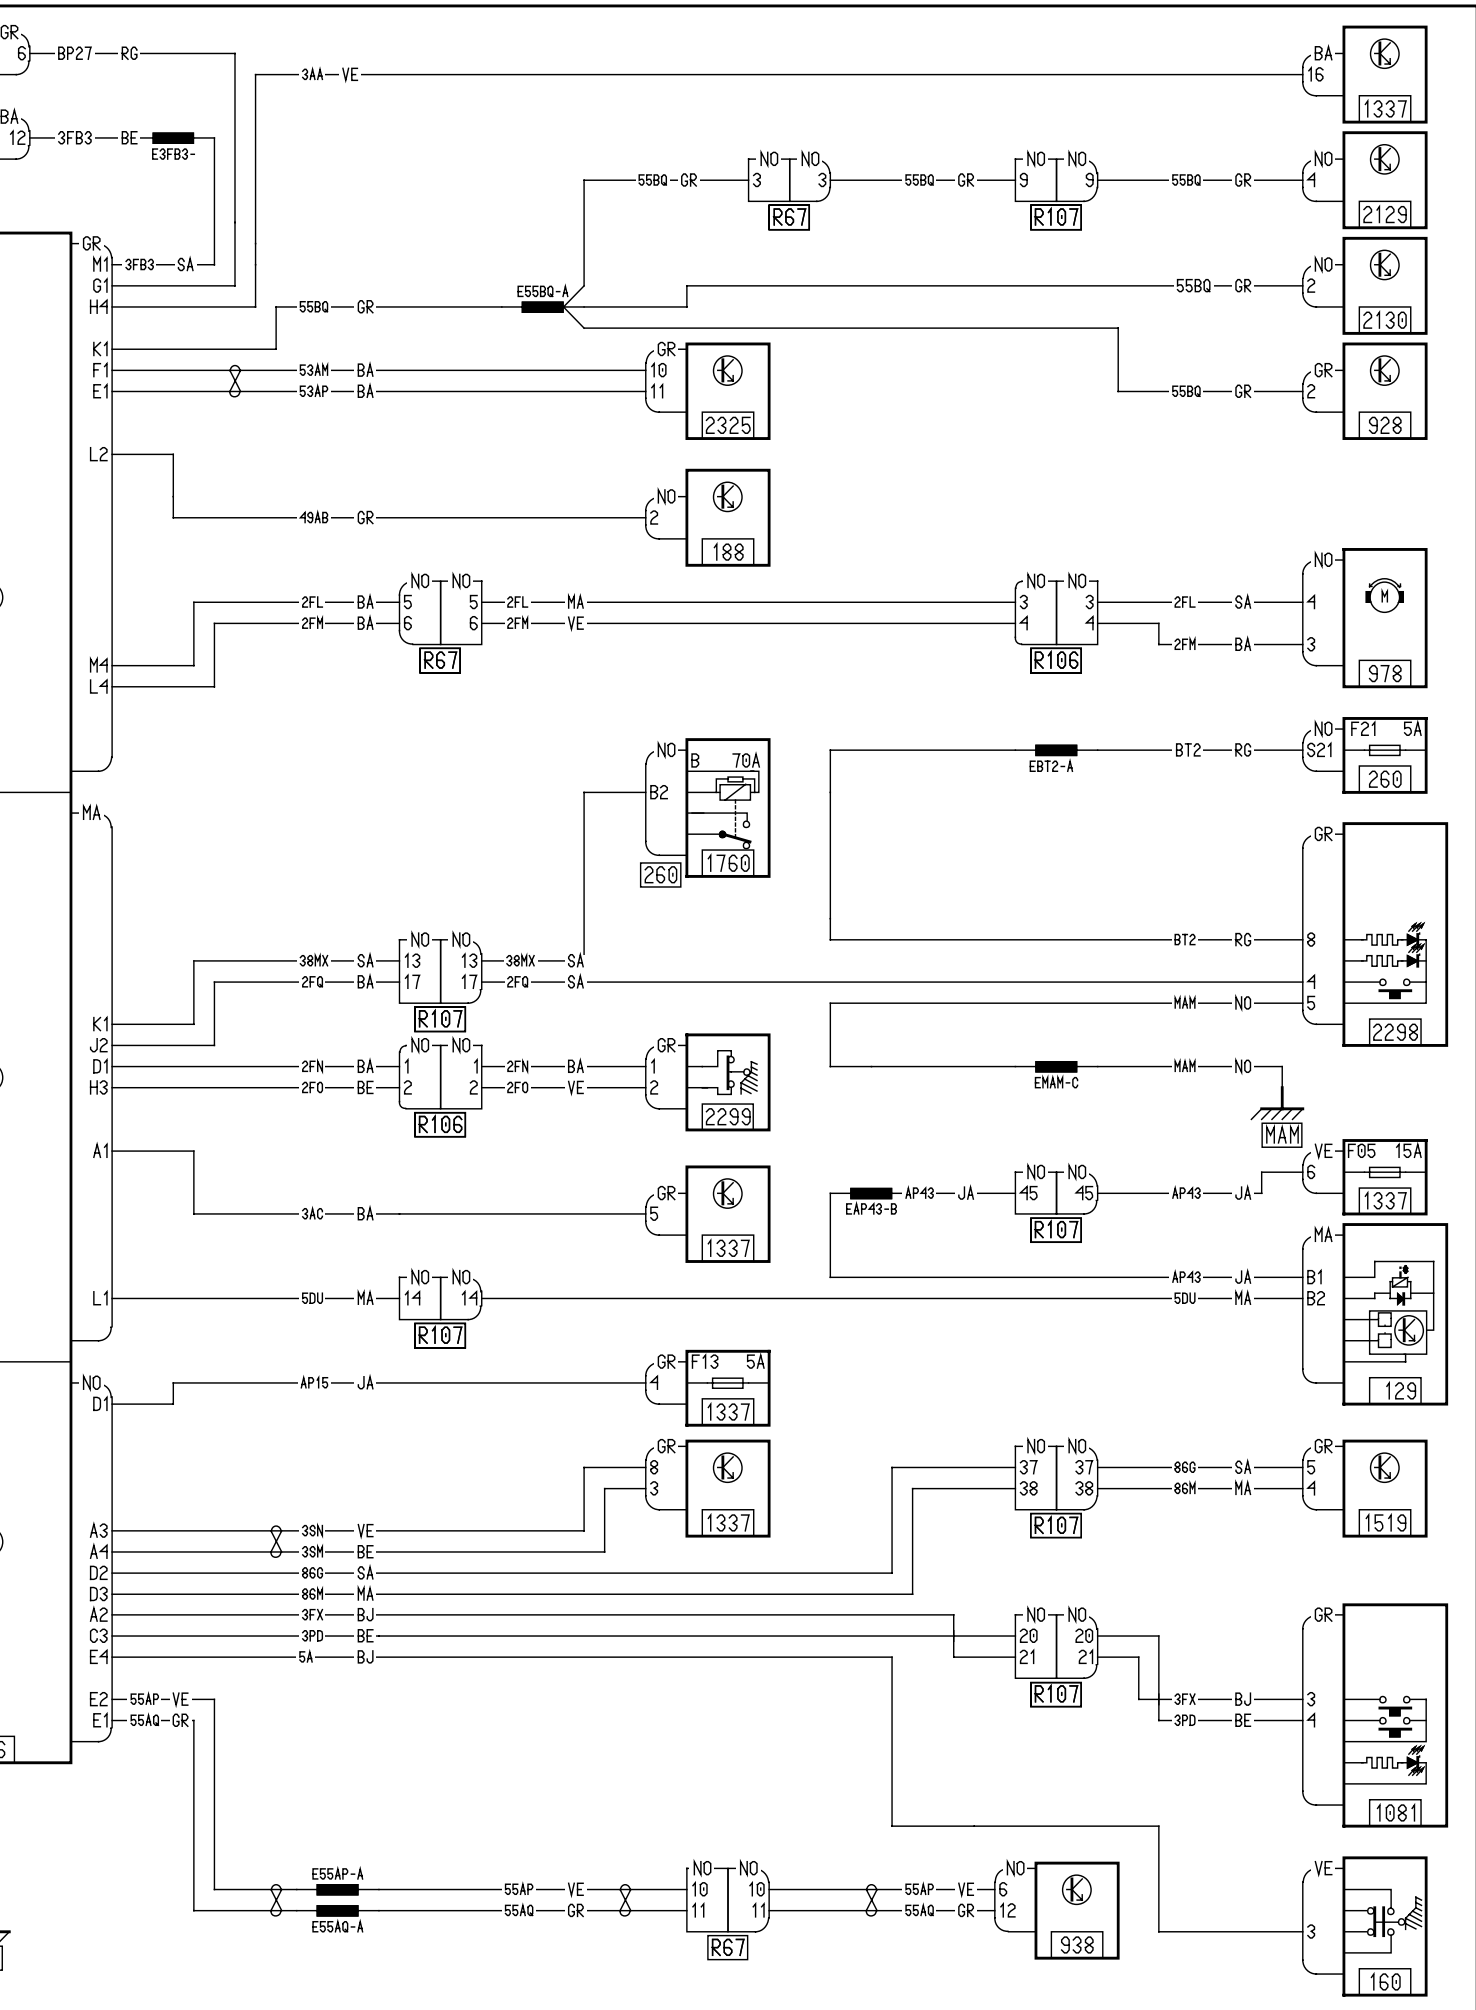 GR
6 BP27 RG
3AA VE
BA
16
1337
BA
12 3FB3 BE
E3FB3-
NO NO
55BQ GR 3 3
R67
NO NO
55BQ GR 9 9
R107
NO
55BQ GR 4
2129
GR
M1 3FB3 SA
G1
H4
55BQ GR
E55BQ-A
NO
55BQ GR 2
2130
K1
F1 53AM BA
E1 53AP BA
GR
10
11
2325
GR
55BQ GR 2
928
L2
49AB GR
NO
2
188
NO NO
2FL BA 5 5 2FL MA
2FM BA 6 6 2FM VE
R67
NO NO
3 3 2FL SA
4 4
2FM BA
R106
NO
4
3
M
978
M4
L4
NO
B2
B 70A
260
1760
EBT2-A
BT2 RG
NO
S21
F21 5A
260
MA
GR
BT2 RG 8
NO NO
38MX SA 13 13 38MX SA
2FQ BA 17 17 2FQ SA
R107
4
MAM NO 5
2298
K1
J2
D1 2FN BA
H3 2FO BE
NO NO
1 1 2FN BA
2 2 2FO VE
R106
GR
1
2
2299
EMAM-C
MAM NO
MAM
A1
3AC BA
GR
5
1337
EAP43-B
AP43 JA
NO NO
45 45
R107
AP43 JA
VE
6
F05 15A
1337
MA
AP43 JA B1
5DU MA B2
129
L1
5DU MA
NO NO
14 14
R107
NO
D1
AP15 JA
GR
4
F13 5A
1337
GR
8
3
1337
NO NO
37 37 86G SA
38 38 86M MA
R107
GR
5
4
1519
A3 3SN VE
A4 3SM BE
D2 86G SA
D3 86M MA
A2 3FX BJ
C3 3PD BE
E4 5A BJ
NO NO
20 20
21 21
R107
GR
3FX BJ 3
3PD BE 4
1081
E2 55AP VE
E1 55AQ GR
6
E55AP-A
E55AQ-A
55AP VE
55AQ GR
NO NO
10 10
11 11
R67
55AP VE
55AQ GR
NO
6
12
938
VE
3
160